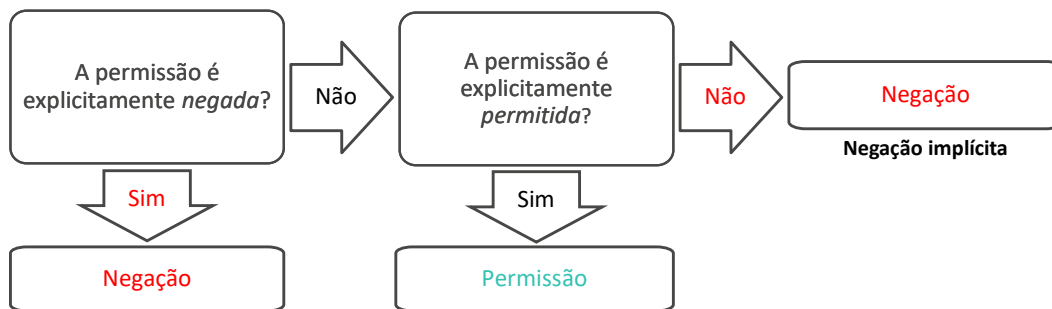 A permissão é
explicitamente negada?
Não
A permissão é
explicitamente
permitida?
Não
Negação
Negação implícita
Sim
Sim
Negação
Permissão